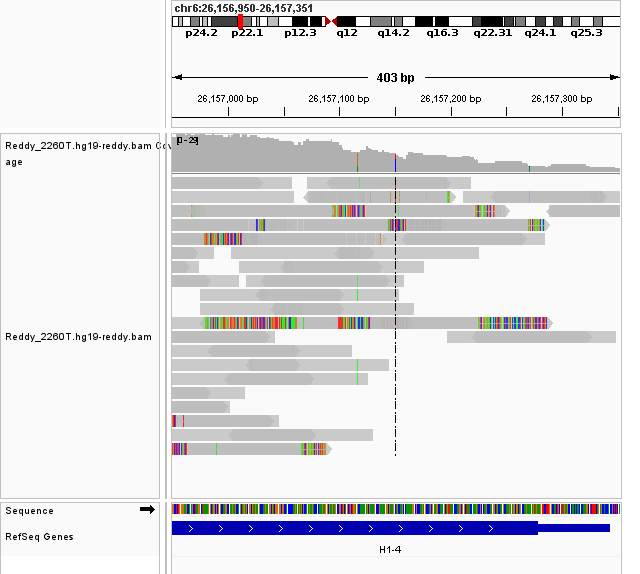 chr6:26,156,950-26,157,351
p24.2 p22.1 p12.3 q12 q14.2 q16.3 q22.31 q24.1 q25.3
403 bp
26,157,000 bp 26,157,100 bp 26,157,200 bp 26,157,300 bp
Reddy_2260T.hg19-reddy.bam Cov
age
[0-29]
Reddy_2260T.hg19-reddy.bam
Sequence
RefSeq Genes
H1-4